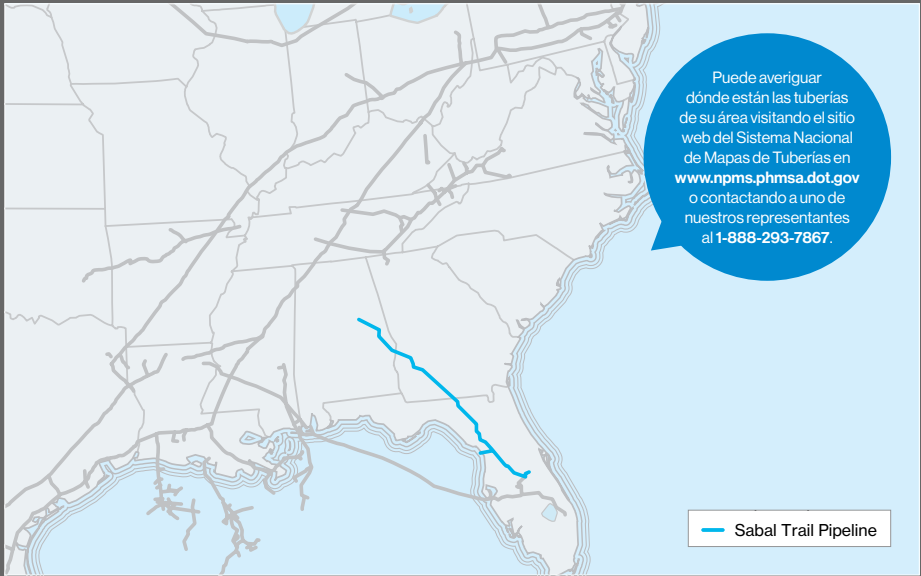 Puede averiguar
dónde están las tuberías
de su área visitando el sitio
web del Sistema Nacional
de Mapas de Tuberías en
www.npms.phmsa.dot.gov
o contactando a uno de
nuestros representantes
al 1-888-293-7867.
Sabal Trail Pipeline